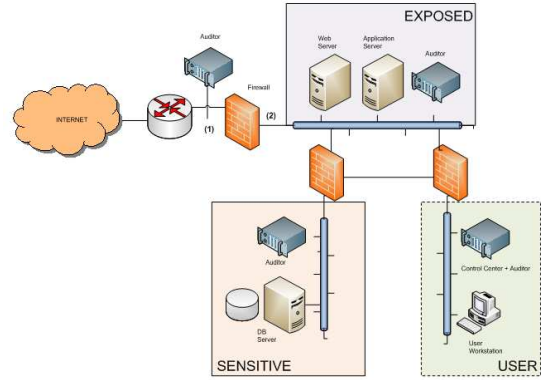 EXPOSED
Auditor
Web
Server
Application
Server
Auditor
Firewall
INTERNET
(1)
(2)
Auditor
DB
Server
SENSITIVE
Control Center + Auditor
User
Workstation
USER